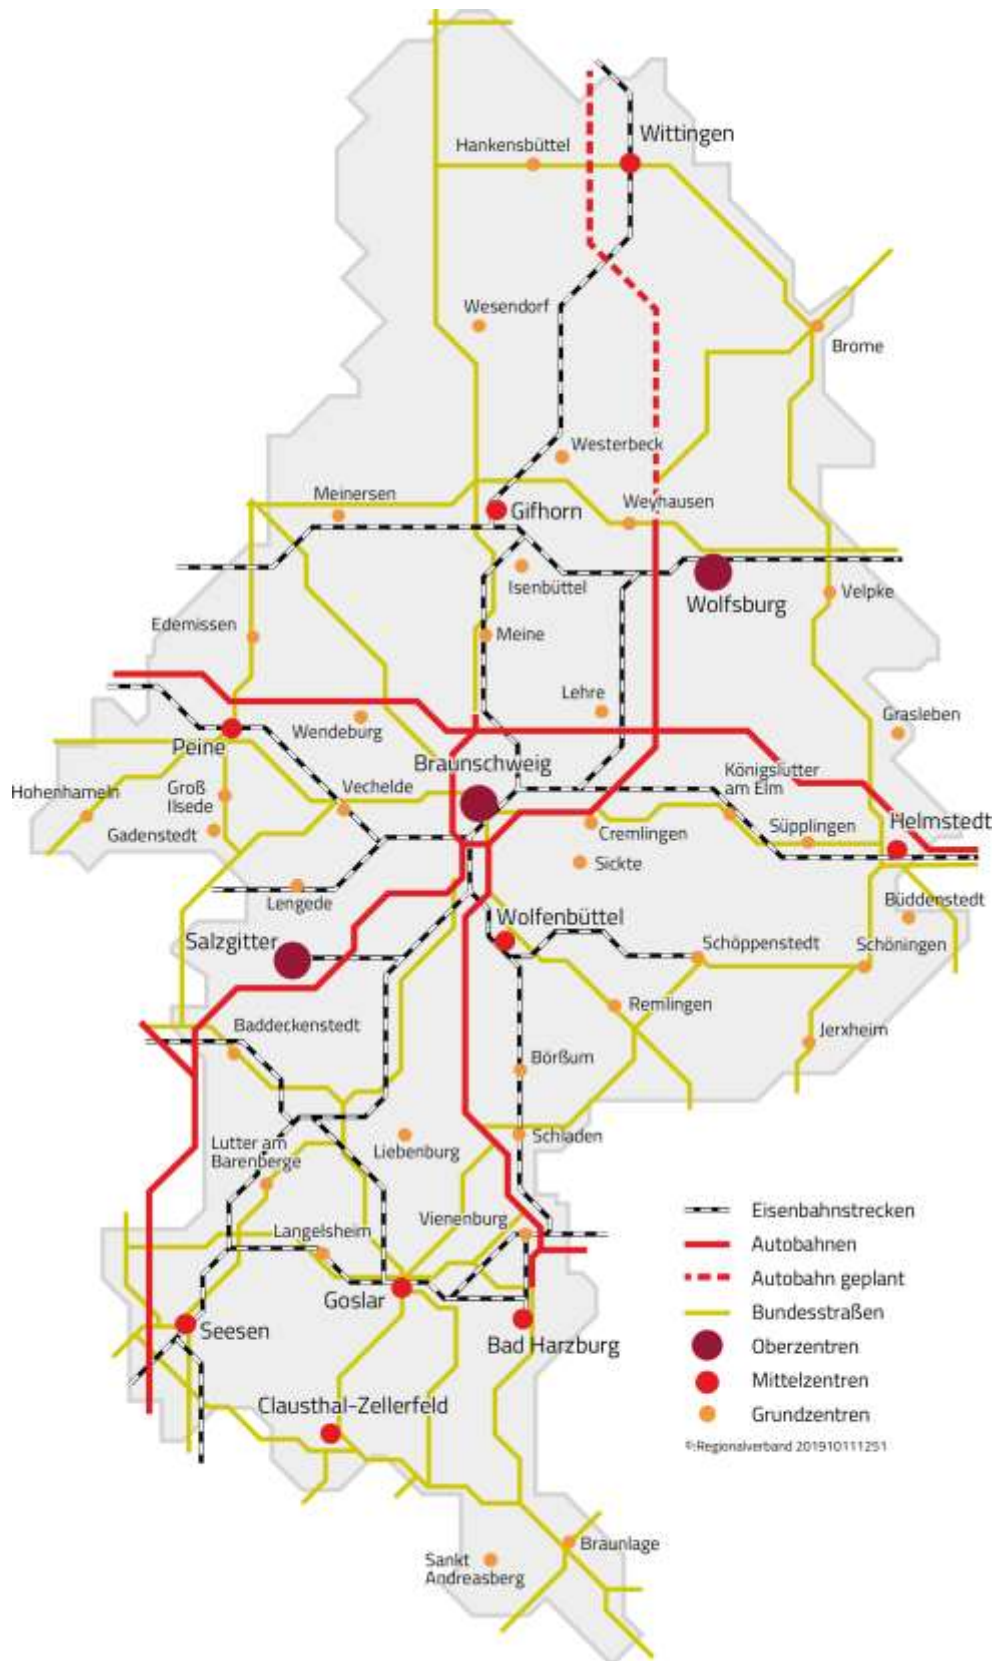 Wittingen
Hankensbüttel
Wesendorf
Brome
Westerbeck
Meinersen
Gifhorn
Weyhausen
Isenbüttel
Wolfsburg
Velpke
Edemissen
Meine
Lehre
Grasleben
Peine
Wendeburg
Braunschweig
Hohenhameln
Groß
Ilsede
Vechelde
Königslutter
am Elm
Gadenstedt
Cremlingen
Süpplingen
Helmstedt
Sickte
Lengede
Büddenstedt
Salzgitter
Wolfenbüttel
Schöppenstedt
Schöningen
Remlingen
Baddeckenstedt
Jerxheim
Börßum
Lutter am
Barenberge
Liebenburg
Schladen
Vienenburg
Langelsheim
Goslar
Seesen
Bad Harzburg
Clausthal-Zellerfeld
Braunlage
Sankt
Andreasberg
Eisenbahnstrecken
Autobahnen
Autobahn geplant
Bundesstraßen
Oberzentren
Mittelzentren
Grundzentren
©:Regionalverband 201910111251